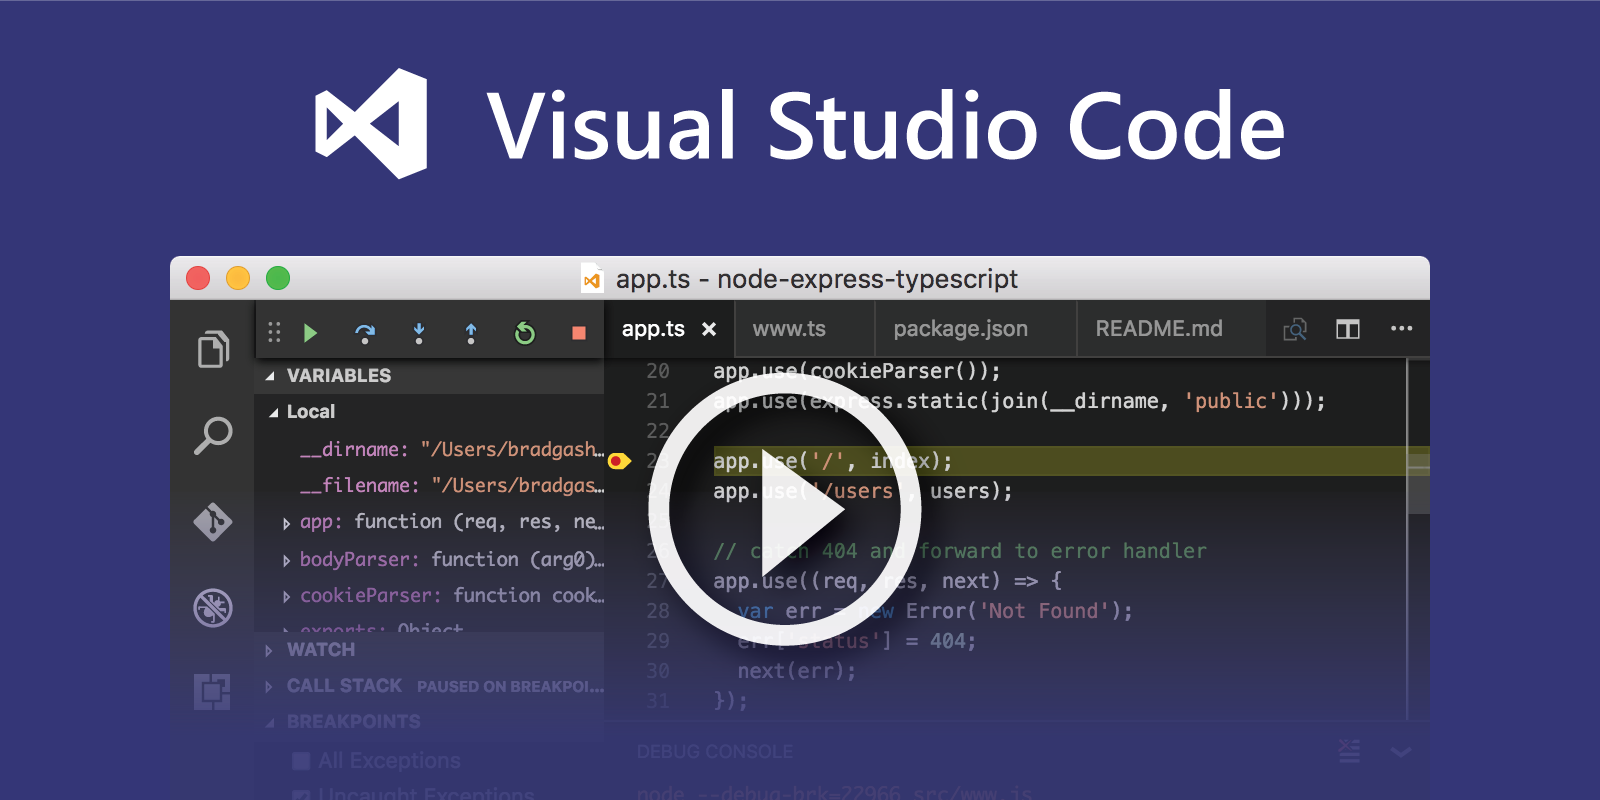 Visual Studio Code
app.ts - node-express-typescript
app.ts × www.ts package.json README.md
VARIABLES
Local
__dirname: "/Users/bradgash…
__filename: "/Users/bradgas…
app: function (req, res, ne…
bodyParser: function (arg0)…
cookieParser: function cook…
exports: Object
WATCH
CALL STACK PAUSED ON BREAKPOI…
BREAKPOINTS
All Exceptions
Uncaught Exceptions
20 app.use(cookieParser());
21 app.use(express.static(join(__dirname, 'public')));
22
23 app.use('/', index);
24 app.use('/users', users);
25
26 // catch 404 and forward to error handler
27 app.use((req, res, next) => {
28 var err = new Error('Not Found');
29 err['status'] = 404;
30 next(err);
31 });
DEBUG CONSOLE
node --debug-brk=22966 src/www.js